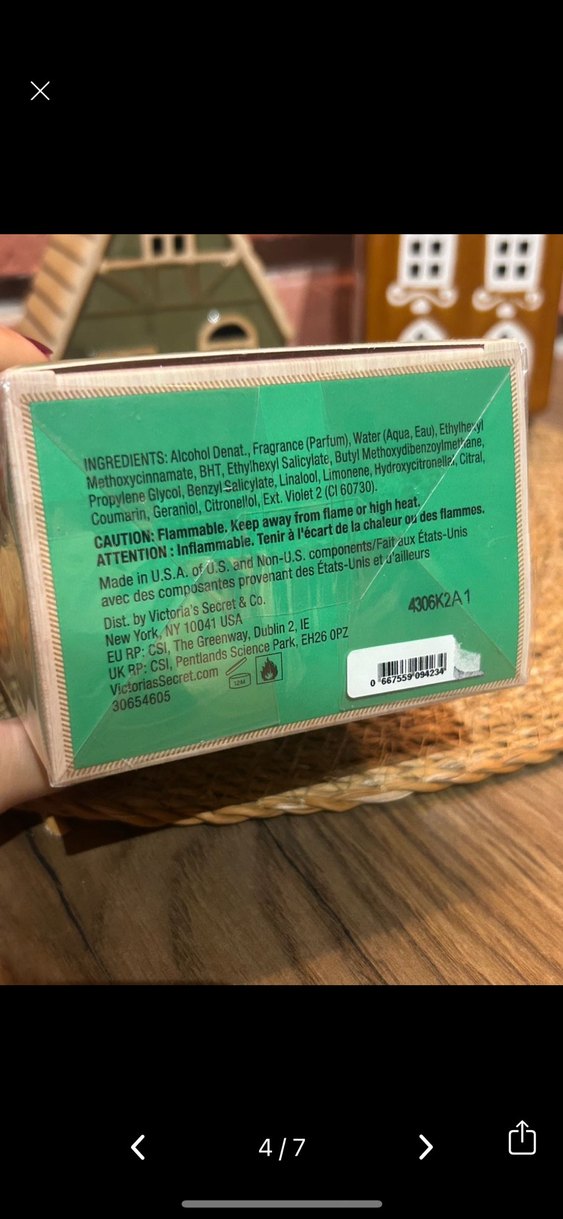 INGREDIENTS: Alcohol Denat., Fragrance (Parfum), Water (Aqua, Eau), Ethylhexyl
Methoxycinnamate, BHT, Ethylhexyl Salicylate, Butyl Methoxydibenzoylmethane,
Propylene Glycol, Benzyl Salicylate, Linalool, Limonene, Hydroxycitronellal, Citral,
Coumarin, Geraniol, Citronellol, Ext. Violet 2 (CI 60730).
CAUTION: Flammable. Keep away from flame or high heat.
ATTENTION : Inflammable. Tenir à l'écart de la chaleur ou des flammes.
Made in U.S.A. of U.S. and Non-U.S. components/Fait aux États-Unis
avec des composantes provenant des États-Unis et d'ailleurs
Dist. by Victoria's Secret & Co.
New York, NY 10041 USA
EU RP: CSI, The Greenway, Dublin 2, IE
UK RP: CSI, Pentlands Science Park, EH26 0PZ
VictoriasSecret.com
12M
30654605
4306K2A1
0 667559 094234
4/7